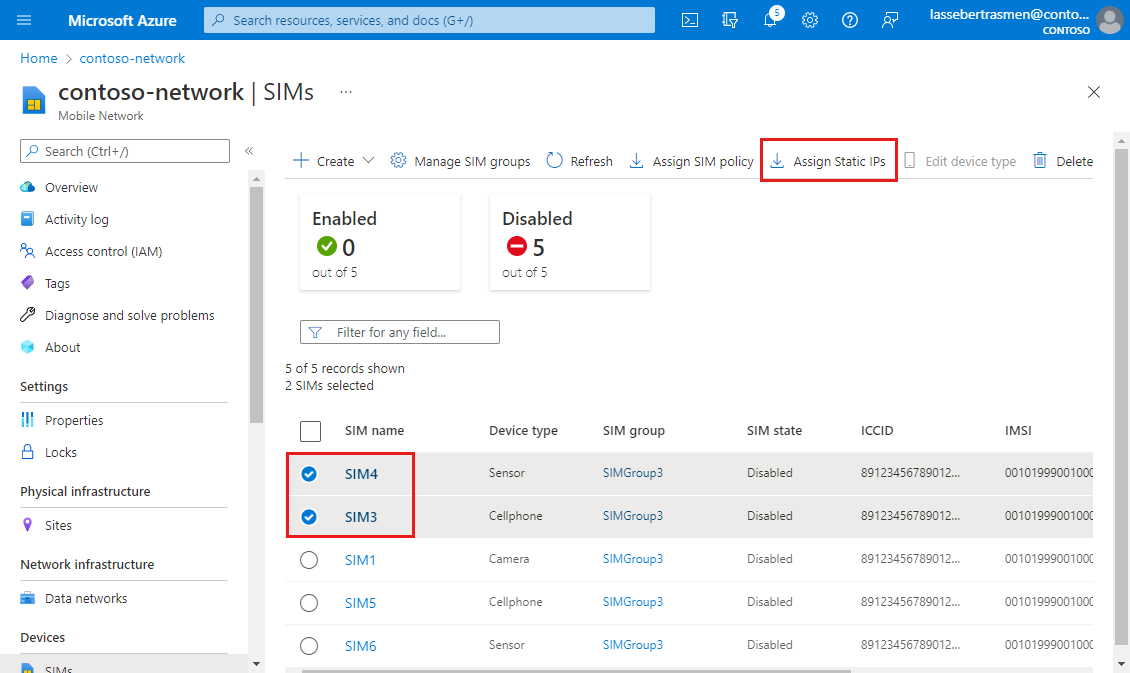 Microsoft Azure
Search resources, services, and docs (G+/)
5
lassebertrasmen@conto...
CONTOSO
Home > contoso-network
contoso-network | SIMs ...
Mobile Network
Search (Ctrl+/)
Overview
Activity log
Access control (IAM)
Tags
Diagnose and solve problems
About
Settings
Properties
Locks
Physical infrastructure
Sites
Network infrastructure
Data networks
Devices
SIMs
Create
Manage SIM groups
Refresh
Assign SIM policy
Assign Static IPs
Edit device type
Delete
Enabled
0
out of 5
Disabled
5
out of 5
Filter for any field...
5 of 5 records shown
2 SIMs selected
SIM name Device type SIM group SIM state ICCID IMSI
SIM4 Sensor SIMGroup3 Disabled 89123456789012... 00101999001000
SIM3 Cellphone SIMGroup3 Disabled 89123456789012... 00101999001000
SIM1 Camera SIMGroup3 Disabled 89123456789012... 00101999001000
SIM5 Cellphone SIMGroup3 Disabled 89123456789012... 00101999001000
SIM6 Sensor SIMGroup3 Disabled 89123456789012... 00101999001000